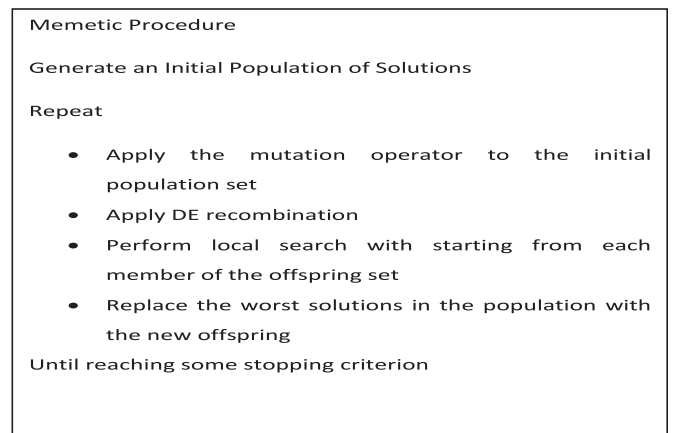 Memetic Procedure
Generate an Initial Population of Solutions
Repeat
• Apply the mutation operator to the initial
population set
• Apply DE recombination
• Perform local search with starting from each
member of the offspring set
• Replace the worst solutions in the population with
the new offspring
Until reaching some stopping criterion